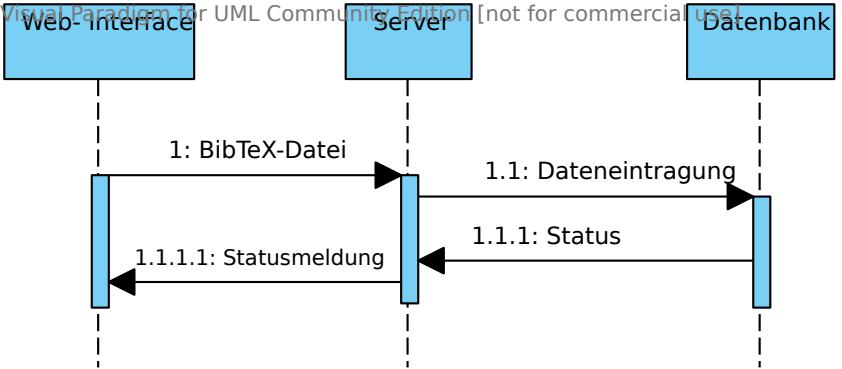 Visual Paradigm for UML Community Edition [not for commercial use]
Web- Interface
Server
Datenbank
1: BibTeX-Datei
1.1: Dateneintragung
1.1.1: Status
1.1.1.1: Statusmeldung